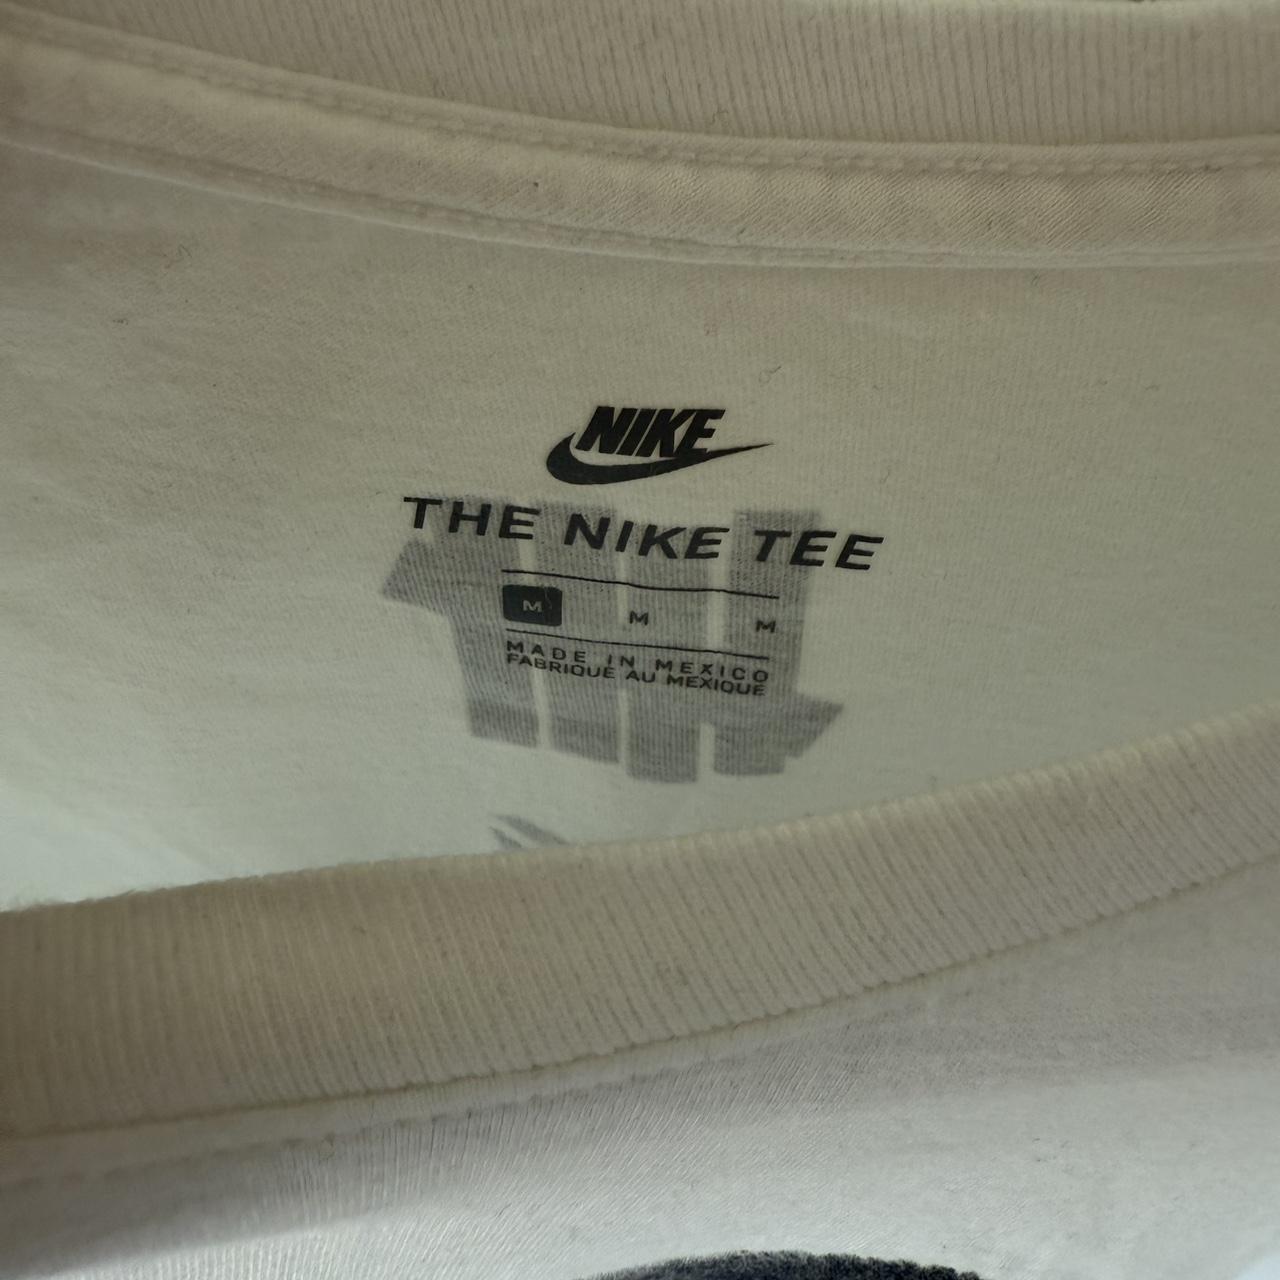 NIKE
THE NIKE TEE
M M M
MADE IN MEXICO
FABRIQUÉ AU MEXIQUE